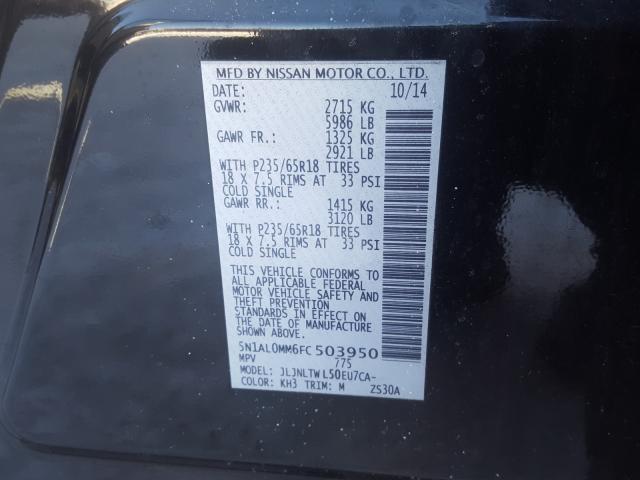 MFD BY NISSAN MOTOR CO., LTD.
DATE: 10/14
GVWR: 2715 KG
5986 LB
GAWR FR.: 1325 KG
2921 LB
WITH P235/65R18 TIRES
18 X 7.5 RIMS AT 33 PSI
COLD SINGLE
GAWR RR.: 1415 KG
3120 LB
WITH P235/65R18 TIRES
18 X 7.5 RIMS AT 33 PSI
COLD SINGLE
THIS VEHICLE CONFORMS TO
ALL APPLICABLE FEDERAL
MOTOR VEHICLE SAFETY AND
THEFT PREVENTION
STANDARDS IN EFFECT ON
THE DATE OF MANUFACTURE
SHOWN ABOVE.
5N1AL0MM6FC503950
MPV 775
MODEL: JLJNLTWL50EU7CA-
COLOR: KH3 TRIM: M ZS30A